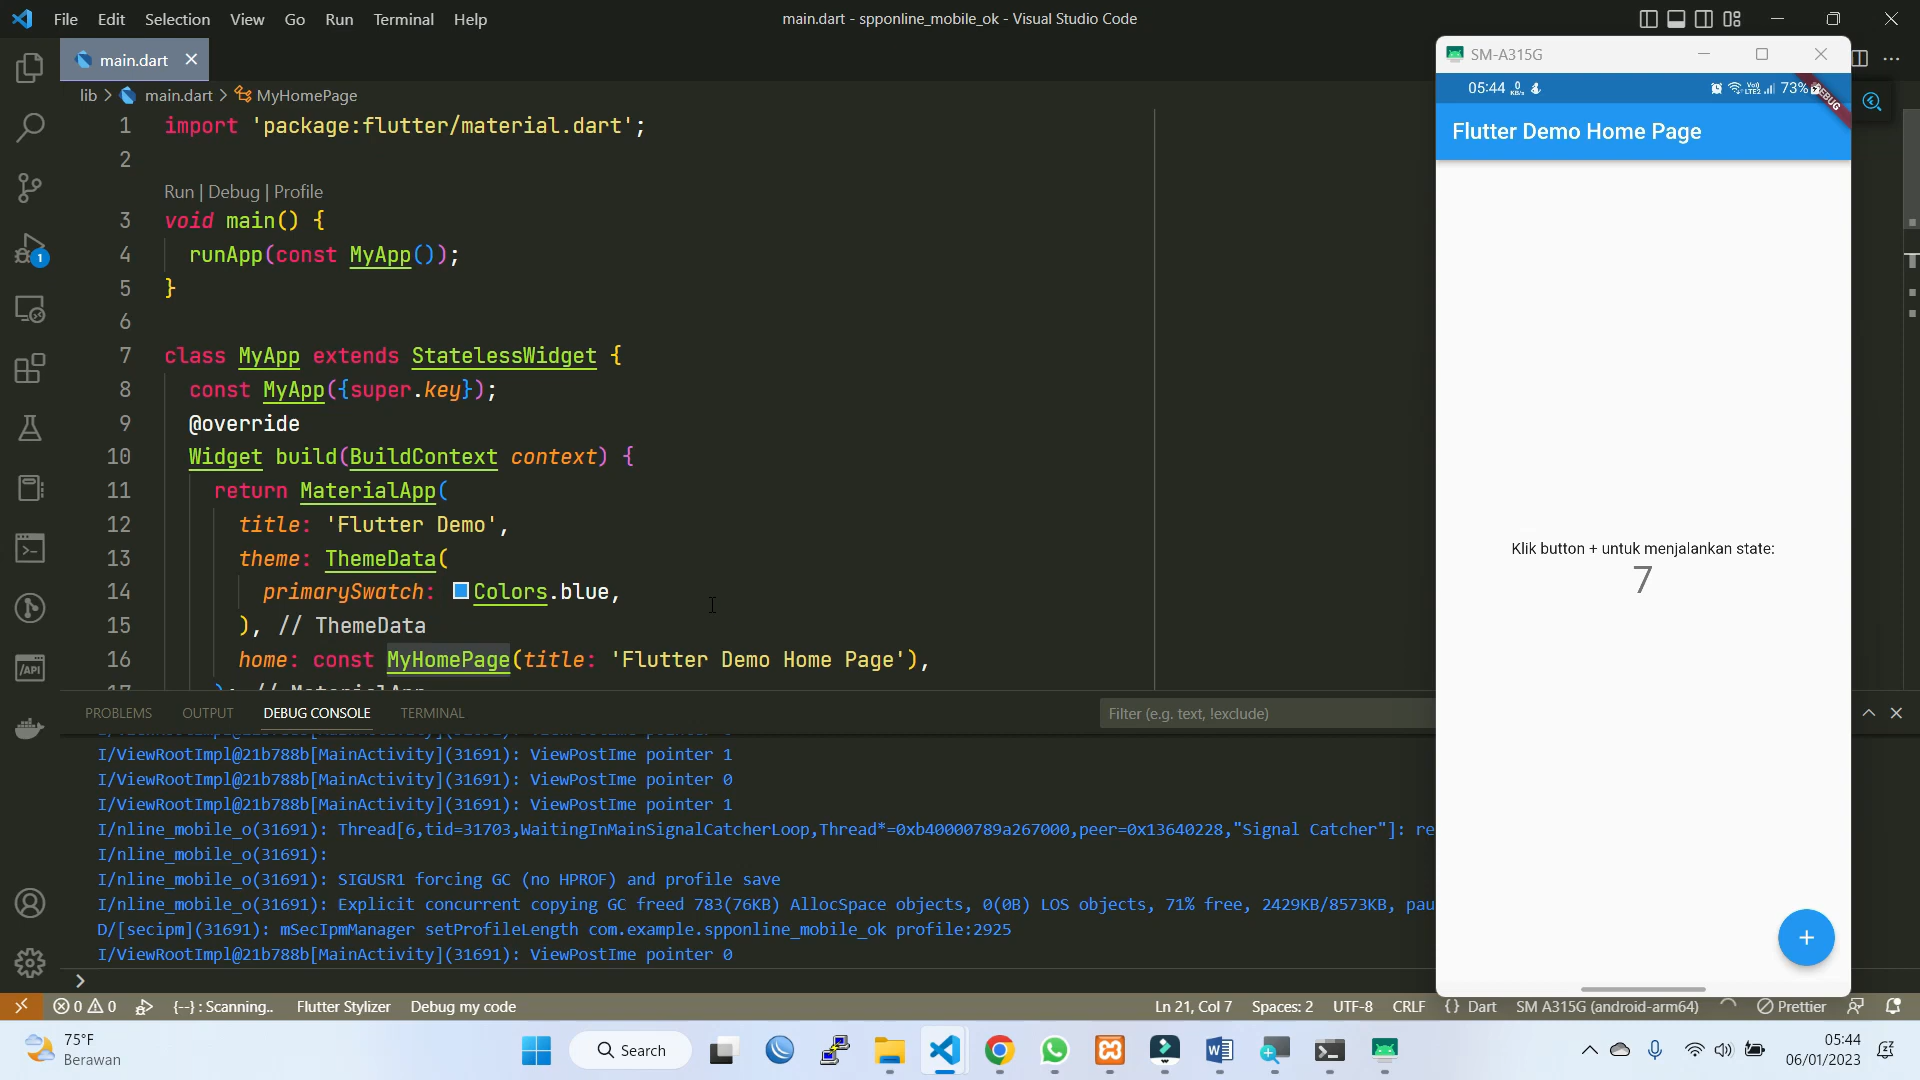 File Edit Selection View Go Run Terminal Help
main.dart - spponline_mobile_ok - Visual Studio Code
main.dart
lib > main.dart > MyHomePage
1 import 'package:flutter/material.dart';
2
Run | Debug | Profile
3 void main() {
4 runApp(const MyApp());
5 }
6
7 class MyApp extends StatelessWidget {
8 const MyApp({super.key});
9 @override
10 Widget build(BuildContext context) {
11 return MaterialApp(
12 title: 'Flutter Demo',
13 theme: ThemeData(
14 primarySwatch: Colors.blue,
15 ), // ThemeData
16 home: const MyHomePage(title: 'Flutter Demo Home Page'),
17 ); // MaterialApp
1
PROBLEMS OUTPUT DEBUG CONSOLE TERMINAL
Filter (e.g. text, !exclude)
I/ViewRootImpl@21b788b[MainActivity](31691): ViewPostIme pointer 1
I/ViewRootImpl@21b788b[MainActivity](31691): ViewPostIme pointer 0
I/ViewRootImpl@21b788b[MainActivity](31691): ViewPostIme pointer 1
I/nline_mobile_o(31691): Thread[6,tid=31703,WaitingInMainSignalCatcherLoop,Thread*=0xb40000789a267000,peer=0x13640228,"Signal Catcher"]: re
I/nline_mobile_o(31691):
I/nline_mobile_o(31691): SIGUSR1 forcing GC (no HPROF) and profile save
I/nline_mobile_o(31691): Explicit concurrent copying GC freed 783(76KB) AllocSpace objects, 0(0B) LOS objects, 71% free, 2429KB/8573KB, pau
D/[secipm](31691): mSecIpmManager setProfileLength com.example.spponline_mobile_ok profile:2925
I/ViewRootImpl@21b788b[MainActivity](31691): ViewPostIme pointer 0
SM-A315G
05:44 0 KB/s 73%
DEBUG
Flutter Demo Home Page
Klik button + untuk menjalankan state:
7
+
0 0 {--} : Scanning.. Flutter Stylizer Debug my code
Ln 21, Col 7 Spaces: 2 UTF-8 CRLF {} Dart SM A315G (android-arm64) Prettier
75°F
Berawan
Search
05:44
06/01/2023